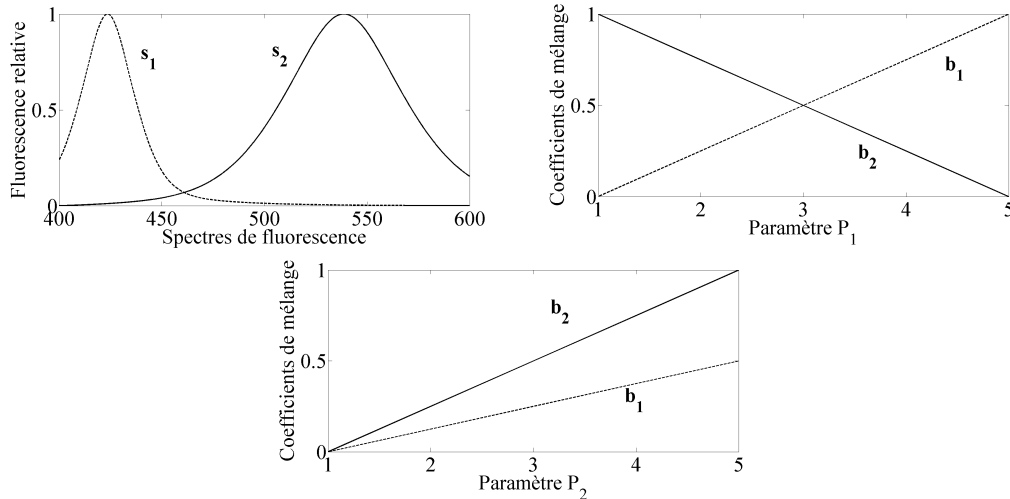 Fluorescence relative
1
0.5
0
s1
s2
400
450
500
550
600
Spectres de fluorescence
Coefficients de mélange
1
0.5
0
b1
b2
1
2
3
4
5
Paramètre P1
Coefficients de mélange
1
0.5
0
b2
b1
1
2
3
4
5
Paramètre P2